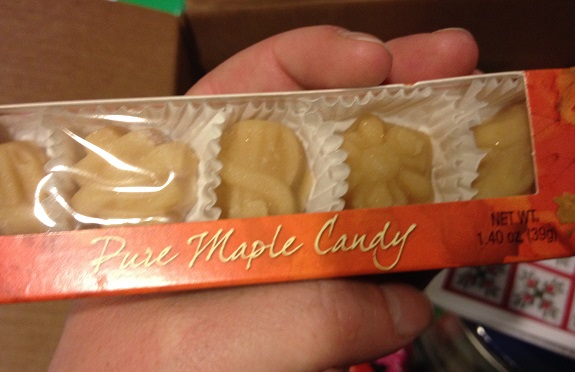 Pure Maple Candy
NET WT.
1.40 oz (39g)